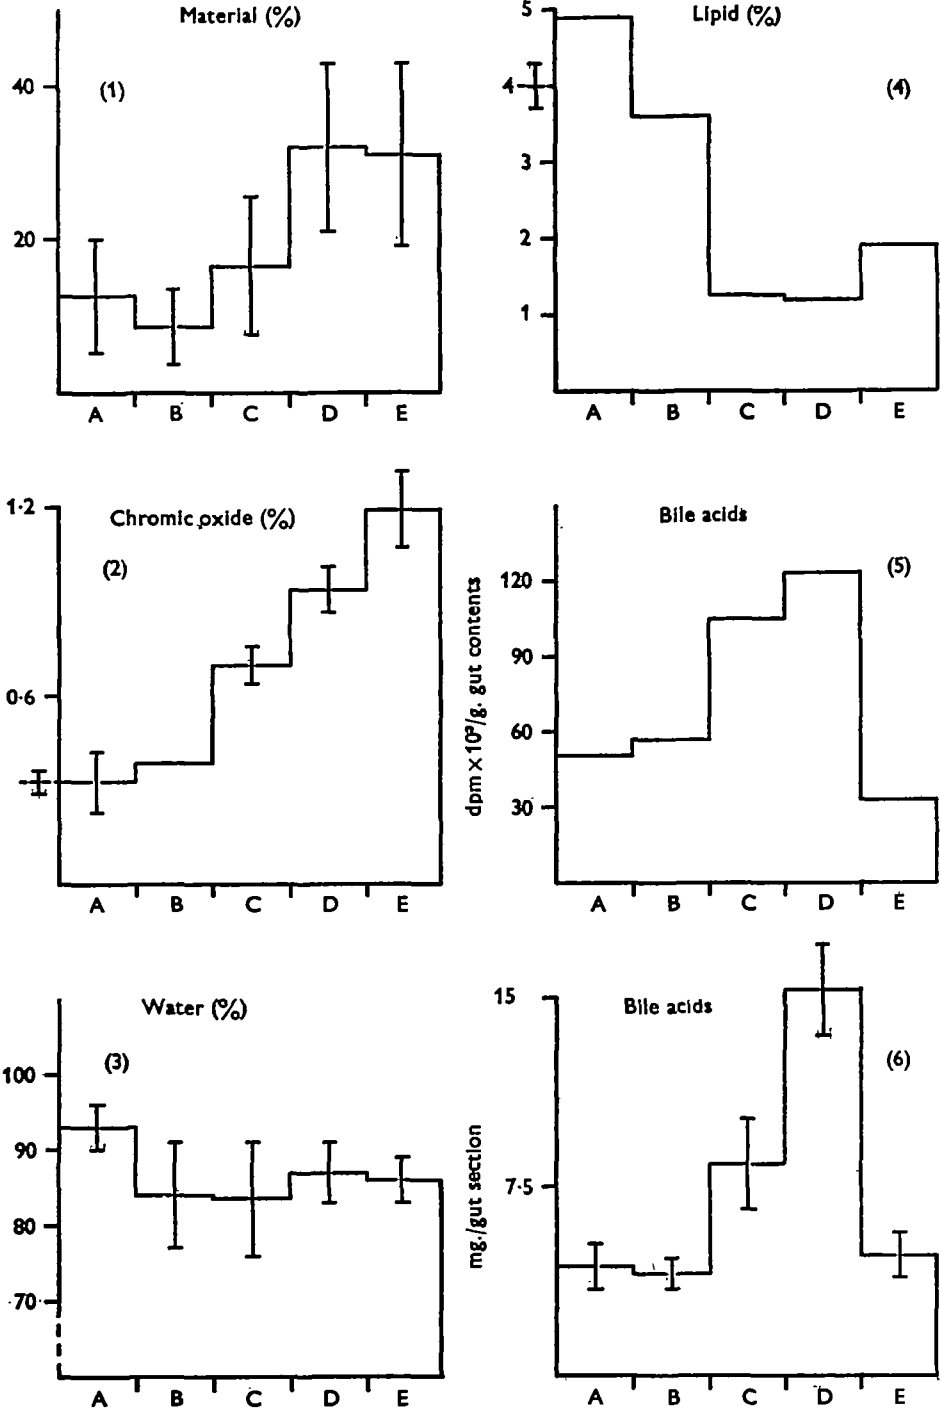 Material (%)
(1)
40
20
A B C D E
Lipid (%)
(4)
5
4
3
2
1
A B C D E
Chromic oxide (%)
(2)
1·2
0·6
A B C D E
Bile acids
(5)
dpm × 10³/g. gut contents
120
90
60
30
A B C D E
Water (%)
(3)
100
90
80
70
A B C D E
Bile acids
(6)
mg./gut section
15
7·5
A B C D E